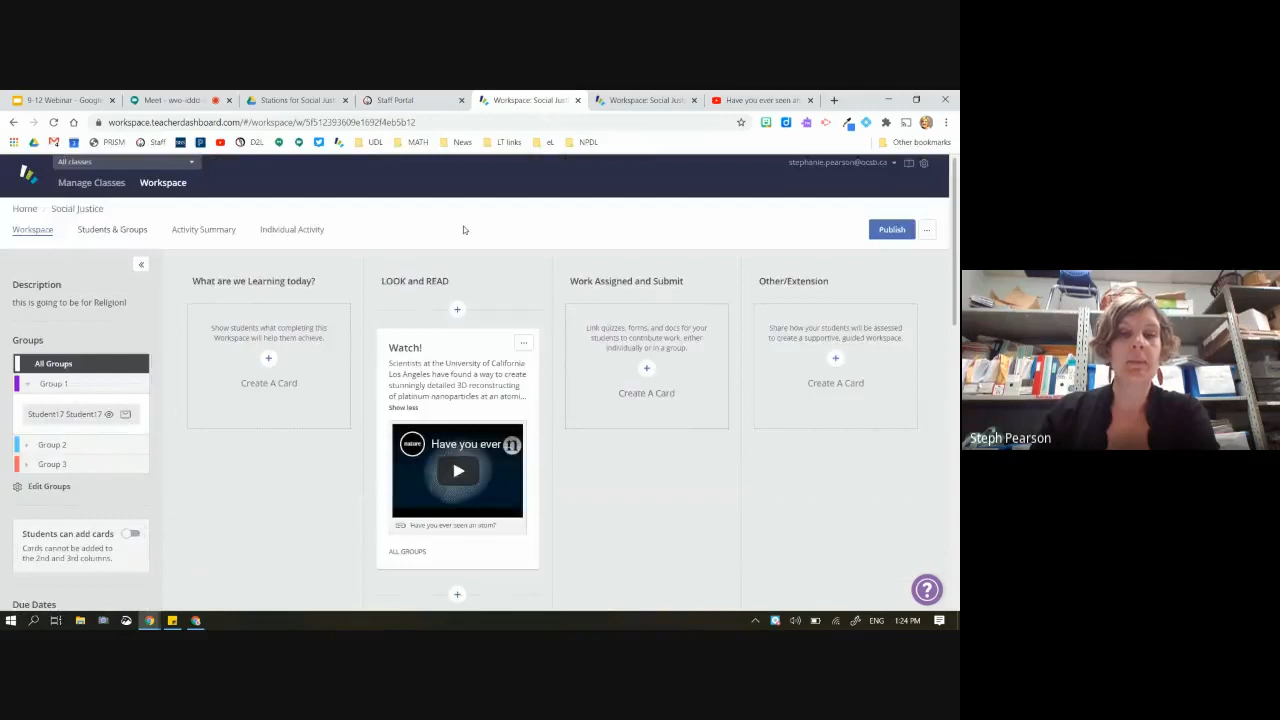 9-12 Webinar - Google
Meet - wvo-iddd
Stations for Social Just
Staff Portal
Workspace: Social Just
Workspace: Social Just
Have you ever seen an
workspace.teacherdashboard.com/#/workspace/w/5f512393609e1692f4eb5b12
PRISM
Staff
D2L
UDL
MATH
News
LT links
eL
NPDL
Other bookmarks
All classes
stephanie.pearson@ocsb.ca
Manage Classes
Workspace
Home / Social Justice
Workspace
Students & Groups
Activity Summary
Individual Activity
Publish
Description
this is going to be for Religion!
Groups
All Groups
Group 1
Student17 Student17
Group 2
Group 3
Edit Groups
Students can add cards
Cards cannot be added to
the 2nd and 3rd columns.
Due Dates
What are we Learning today?
Show students what completing this
Workspace will help them achieve.
Create A Card
LOOK and READ
Watch!
Scientists at the University of California
Los Angeles have found a way to create
stunningly detailed 3D reconstructing
of platinum nanoparticles at an atomi...
Show less
nature
Have you ever
n
Have you ever seen an atom?
ALL GROUPS
Work Assigned and Submit
Link quizzes, forms, and docs for your
students to contribute work, either
individually or in a group.
Create A Card
Other/Extension
Share how your students will be assessed
to create a supportive, guided workspace.
Create A Card
?
Steph Pearson
ENG
1:24 PM